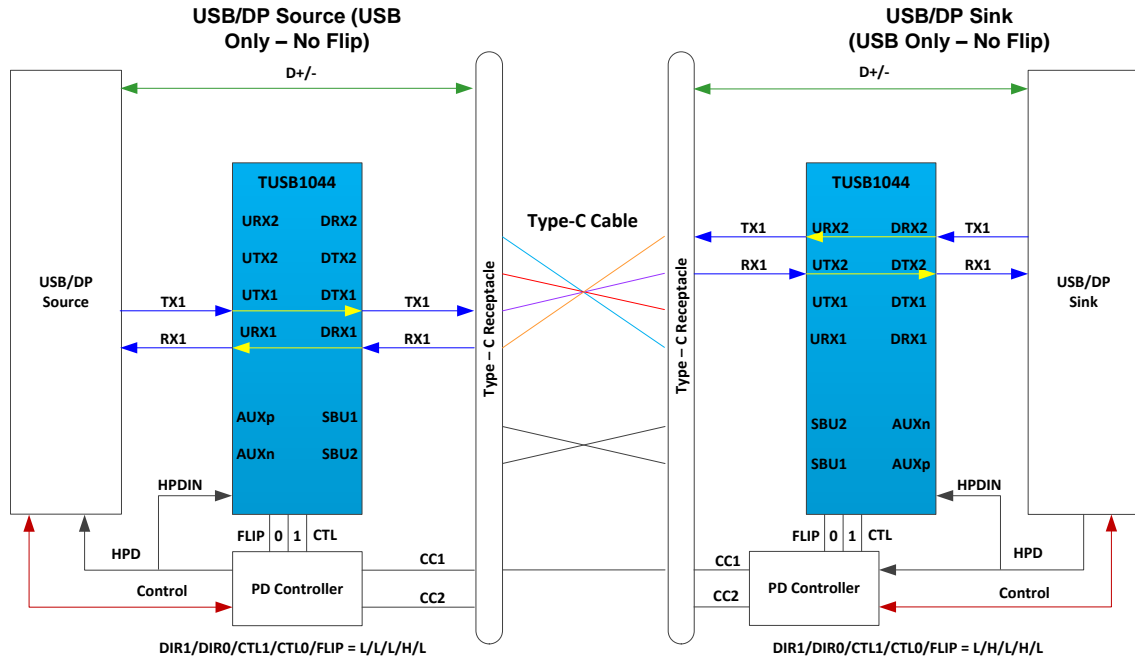 USB/DP Source (USB
Only – No Flip)
USB/DP Sink
(USB Only – No Flip)
D+/-
D+/-
TUSB1044
TUSB1044
URX2 DRX2
UTX2 DTX2
UTX1 DTX1
URX1 DRX1
AUXp SBU1
AUXn SBU2
USB/DP
Source
TX1
TX1
RX1
RX1
Type – C Receptacle
Type-C Cable
Type – C Receptacle
TX1
URX2 DRX2
TX1
RX1
UTX2 DTX2
RX1
UTX1 DTX1
URX1 DRX1
SBU2 AUXn
SBU1 AUXp
USB/DP
Sink
HPDIN
HPDIN
FLIP 0 1 CTL
FLIP 0 1 CTL
HPD
HPD
Control
Control
PD Controller
PD Controller
CC1
CC1
CC2
CC2
DIR1/DIR0/CTL1/CTL0/FLIP = L/L/L/H/L
DIR1/DIR0/CTL1/CTL0/FLIP = L/H/L/H/L